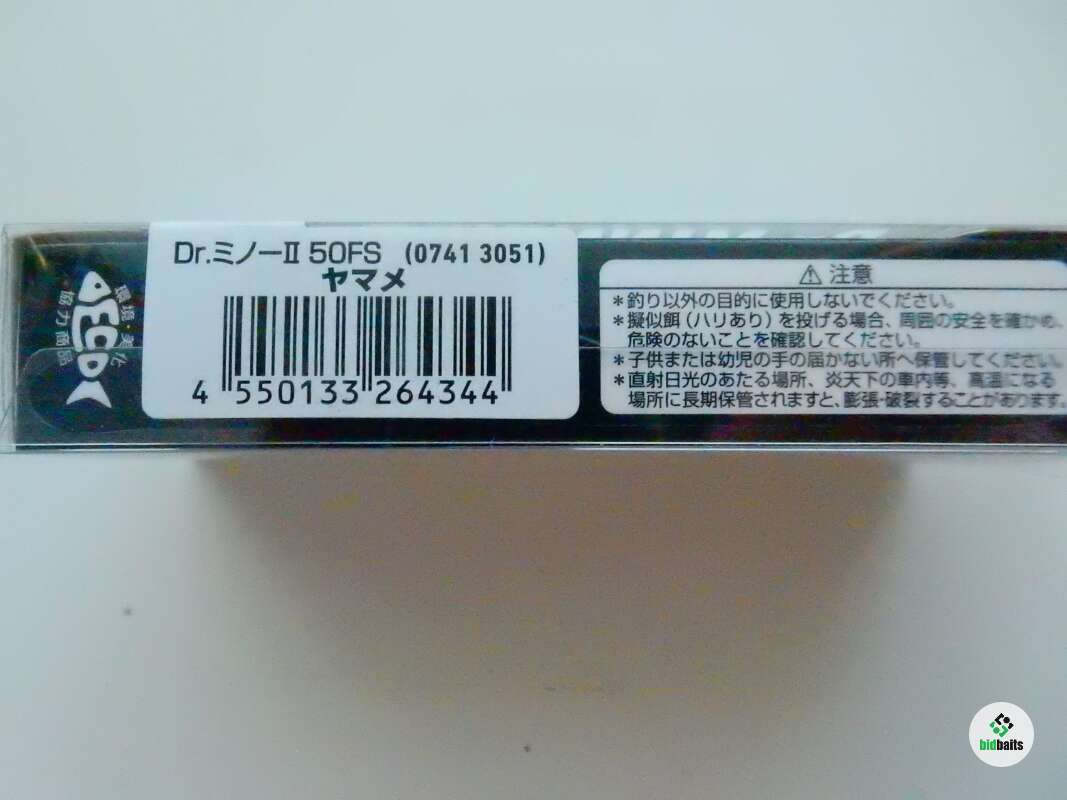 Dr.ミノーⅡ 50FS (0741 3051)
ヤマメ
4 550133 264344
環境・美化
協力商品
ECO
⚠ 注意
*釣り以外の目的に使用しないでください。
*擬似餌(ハリあり)を投げる場合、周囲の安全を確かめ、
危険のないことを確認してください。
*子供または幼児の手の届かない所へ保管してください。
*直射日光のあたる場所、炎天下の車内等、高温になる
場所に長期保管されますと、膨張・破裂することがあります。
bidbaits